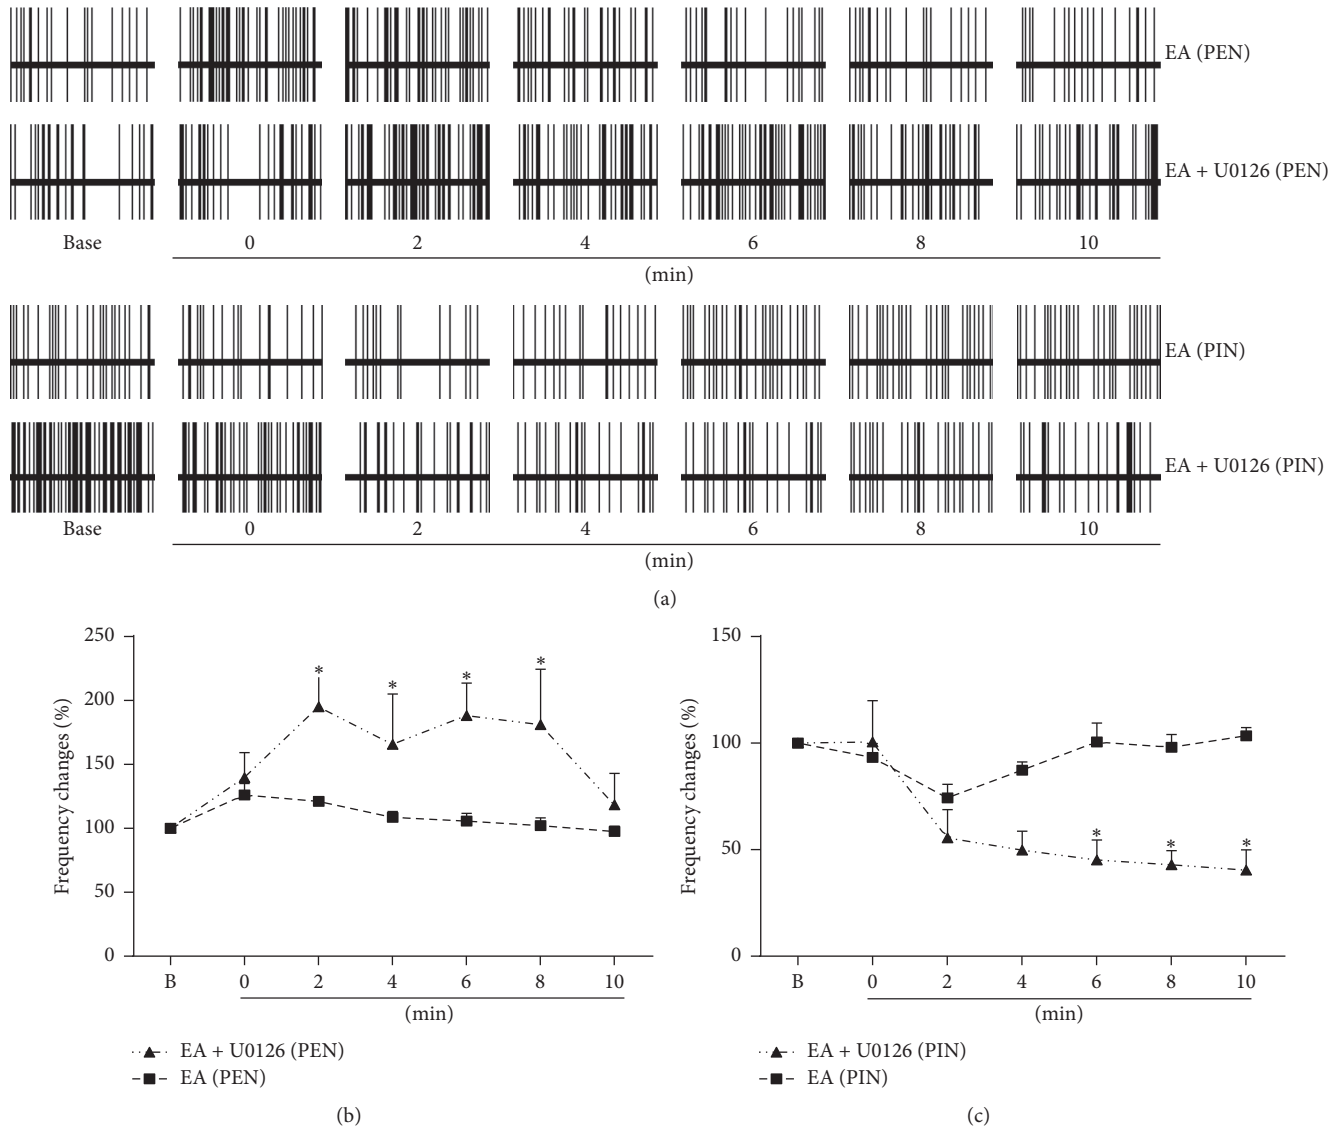 EA (PEN)
EA + U0126 (PEN)
Base 0 2 4 6 8 10
(min)
EA (PIN)
EA + U0126 (PIN)
Base 0 2 4 6 8 10
(min)
(a)
250
200
150
100
50
0
Frequency changes (%)
* * * *
B 0 2 4 6 8 10
(min)
EA + U0126 (PEN)
EA (PEN)
(b)
150
100
50
0
Frequency changes (%)
* * *
B 0 2 4 6 8 10
(min)
EA + U0126 (PIN)
EA (PIN)
(c)